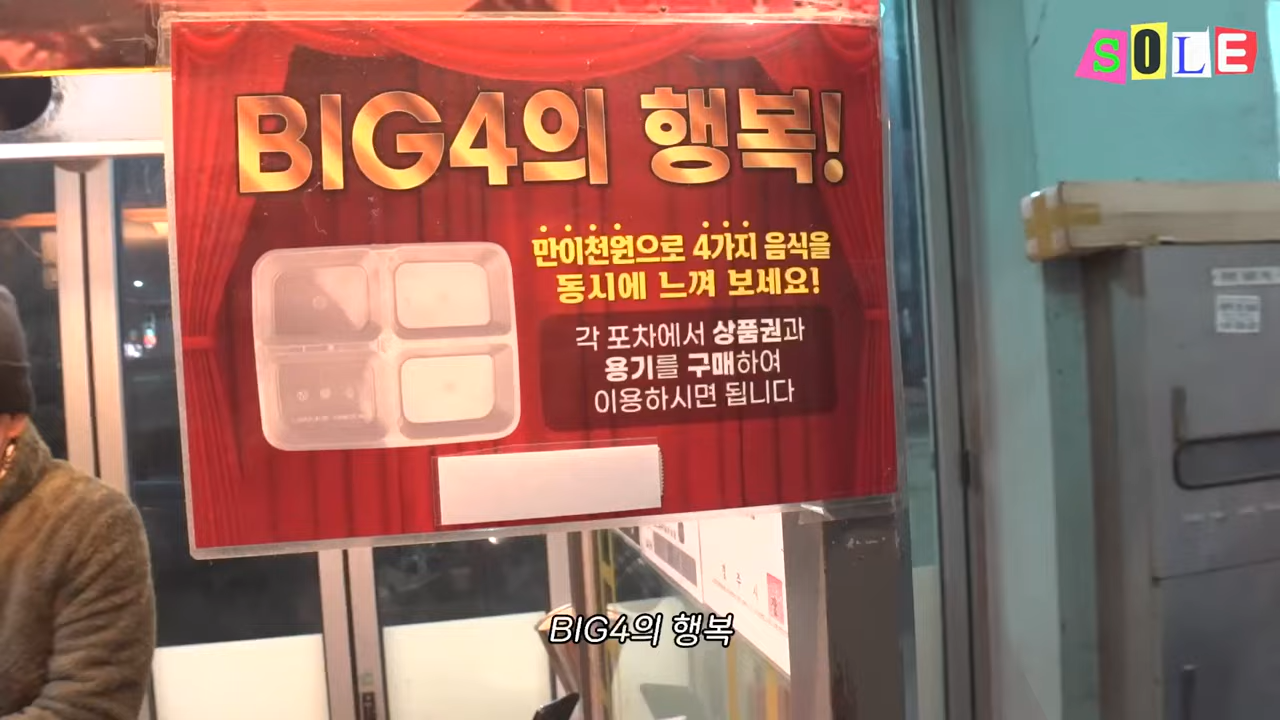 SOLE
BIG4의 행복!
만이천원으로 4가지 음식을
동시에 느껴 보세요!
각 포차에서 상품권과
용기를 구매하여
이용하시면 됩니다
BIG4의 행복